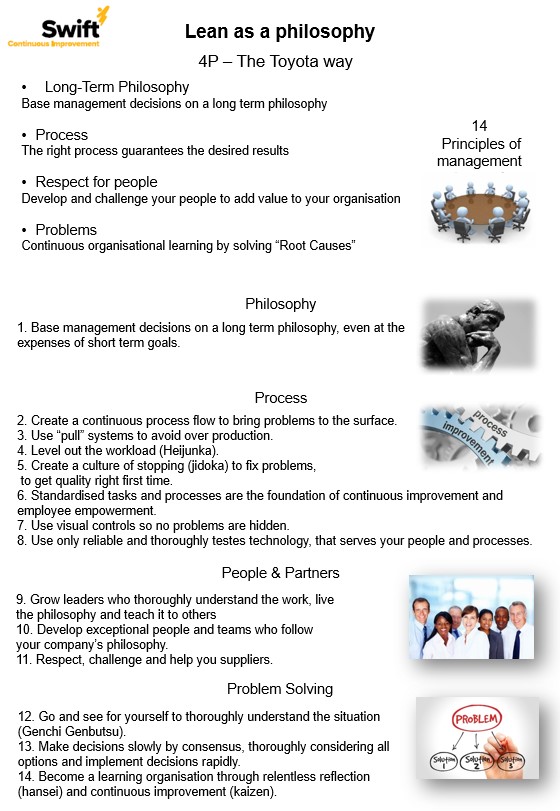 Swift
Continuous Improvement
Lean as a philosophy
4P – The Toyota way
• Long-Term Philosophy
Base management decisions on a long term philosophy
• Process
The right process guarantees the desired results
• Respect for people
Develop and challenge your people to add value to your organisation
• Problems
Continuous organisational learning by solving “Root Causes”
14
Principles of
management
Philosophy
1. Base management decisions on a long term philosophy, even at the
expenses of short term goals.
Process
2. Create a continuous process flow to bring problems to the surface.
3. Use “pull” systems to avoid over production.
4. Level out the workload (Heijunka).
5. Create a culture of stopping (jidoka) to fix problems,
to get quality right first time.
6. Standardised tasks and processes are the foundation of continuous improvement and
employee empowerment.
7. Use visual controls so no problems are hidden.
8. Use only reliable and thoroughly testes technology, that serves your people and processes.
process
improvement
People & Partners
9. Grow leaders who thoroughly understand the work, live
the philosophy and teach it to others
10. Develop exceptional people and teams who follow
your company’s philosophy.
11. Respect, challenge and help you suppliers.
Problem Solving
12. Go and see for yourself to thoroughly understand the situation
(Genchi Genbutsu).
13. Make decisions slowly by consensus, thoroughly considering all
options and implement decisions rapidly.
14. Become a learning organisation through relentless reflection
(hansei) and continuous improvement (kaizen).
PROBLEM
Solution 1
Solution 2
Solution 3